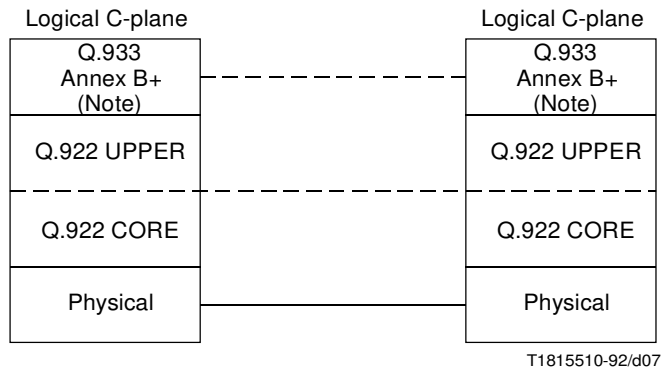 Logical C-plane
Logical C-plane
Q.933
Annex B+
(Note)
Q.933
Annex B+
(Note)
Q.922 UPPER
Q.922 UPPER
Q.922 CORE
Q.922 CORE
Physical
Physical
T1815510-92/d07